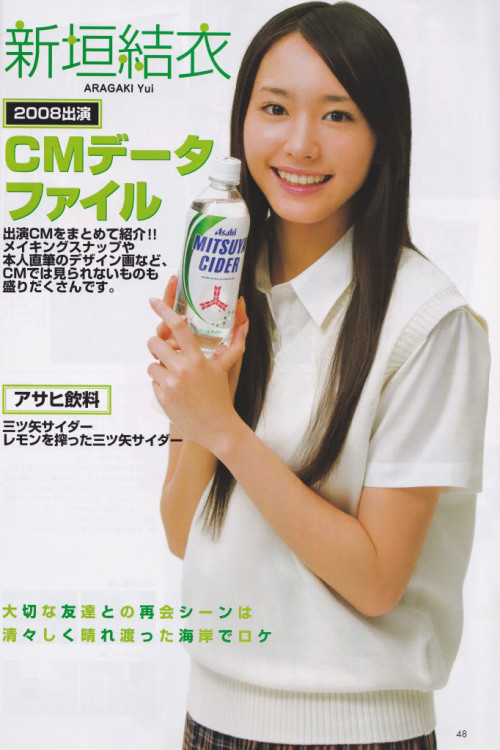 新垣結衣
ARAGAKI Yui
2008出演
CMデータ
ファイル
出演CMをまとめて紹介!!
メイキングスナップや
本人直筆のデザイン画など、
CMでは見られないものも
盛りだくさんです。
Asahi
MITSUYA
CIDER
アサヒ飲料
三ツ矢サイダー
レモンを搾った三ツ矢サイダー
大切な友達との再会シーンは
清々しく晴れ渡った海岸でロケ
48